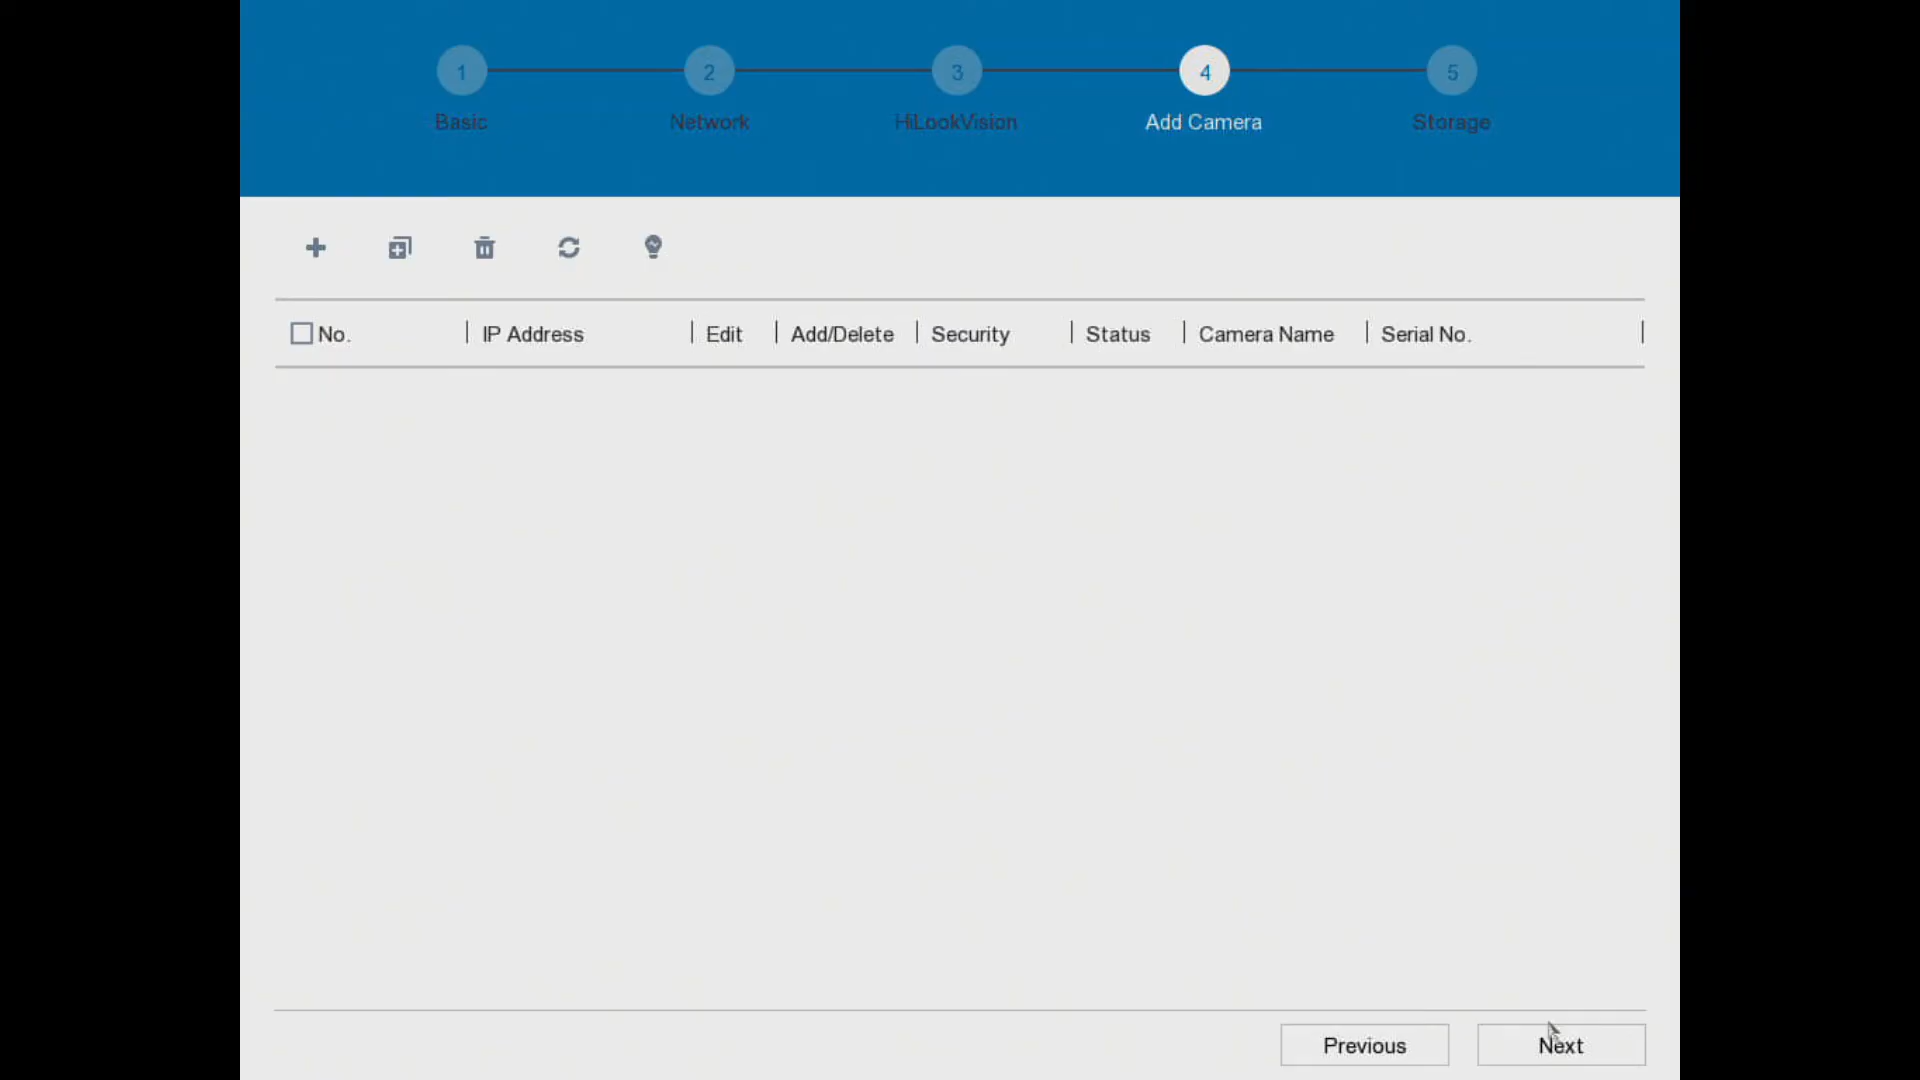 1 2 3 4 5
Basic Network HiLookVision Add Camera Storage
No. IP Address Edit Add/Delete Security Status Camera Name Serial No.
Previous Next